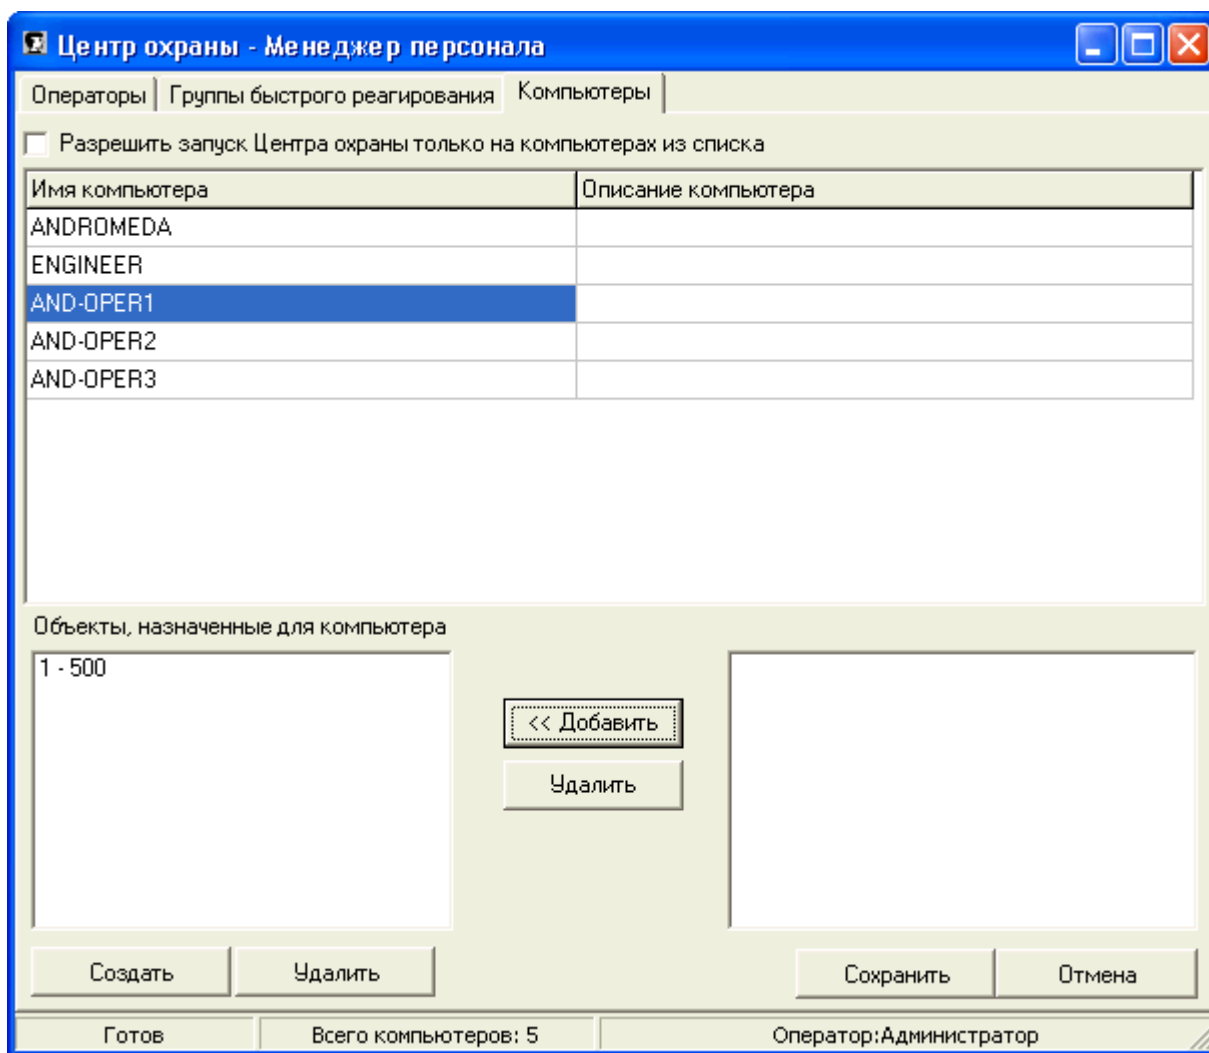 Центр охраны - Менеджер персонала
Операторы Группы быстрого реагирования Компьютеры
Разрешить запуск Центра охраны только на компьютерах из списка
Имя компьютера Описание компьютера
ANDROMEDA
ENGINEER
AND-OPER1
AND-OPER2
AND-OPER3
Объекты, назначенные для компьютера
1 - 500
<< Добавить
Удалить
Создать Удалить Сохранить Отмена
Готов Всего компьютеров: 5 Оператор:Администратор